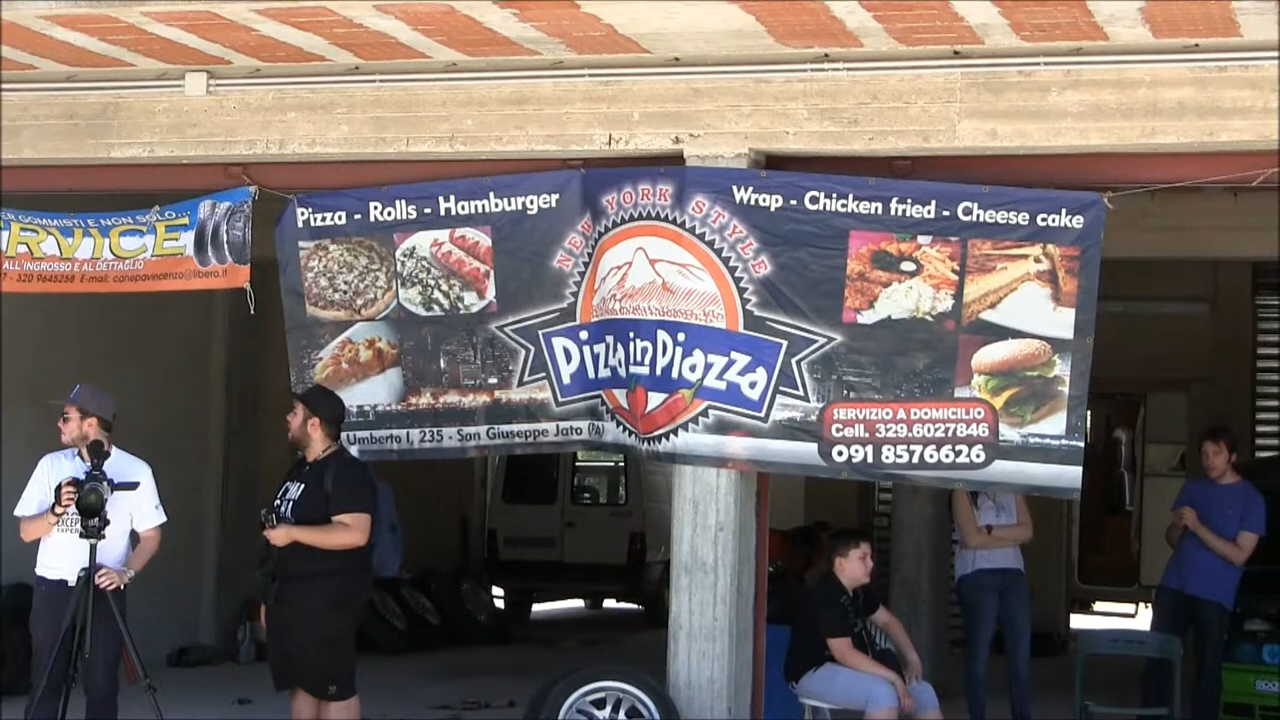 ER GOMMISTI E NON SOLO...
RVICE
ALL'INGROSSO E AL DETTAGLIO
7 - 320 9645258 E-mail: canepavincenzo@libero.it
Pizza - Rolls - Hamburger
NEW YORK STYLE
Wrap - Chicken fried - Cheese cake
Pizza in Piazza
Umberto I, 235 - San Giuseppe Jato (PA)
SERVIZIO A DOMICILIO
Cell. 329.6027846
091 8576626